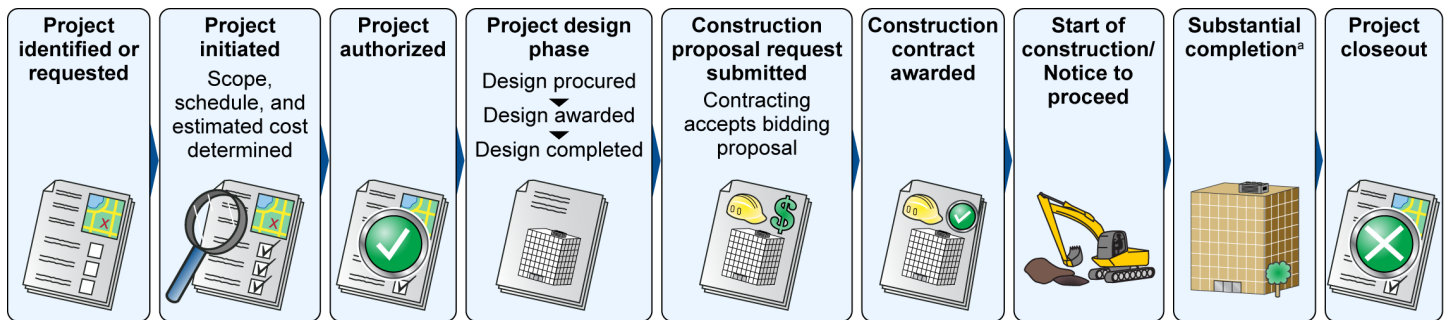 Project
identified or
requested
Project
initiated
Scope,
schedule, and
estimated cost
determined
Project
authorized
Project design
phase
Design procured
Design awarded
Design completed
Construction
proposal request
submitted
Contracting
accepts bidding
proposal
$
Construction
contract
awarded
Start of
construction/
Notice to
proceed
Substantial
completionᵃ
Project
closeout